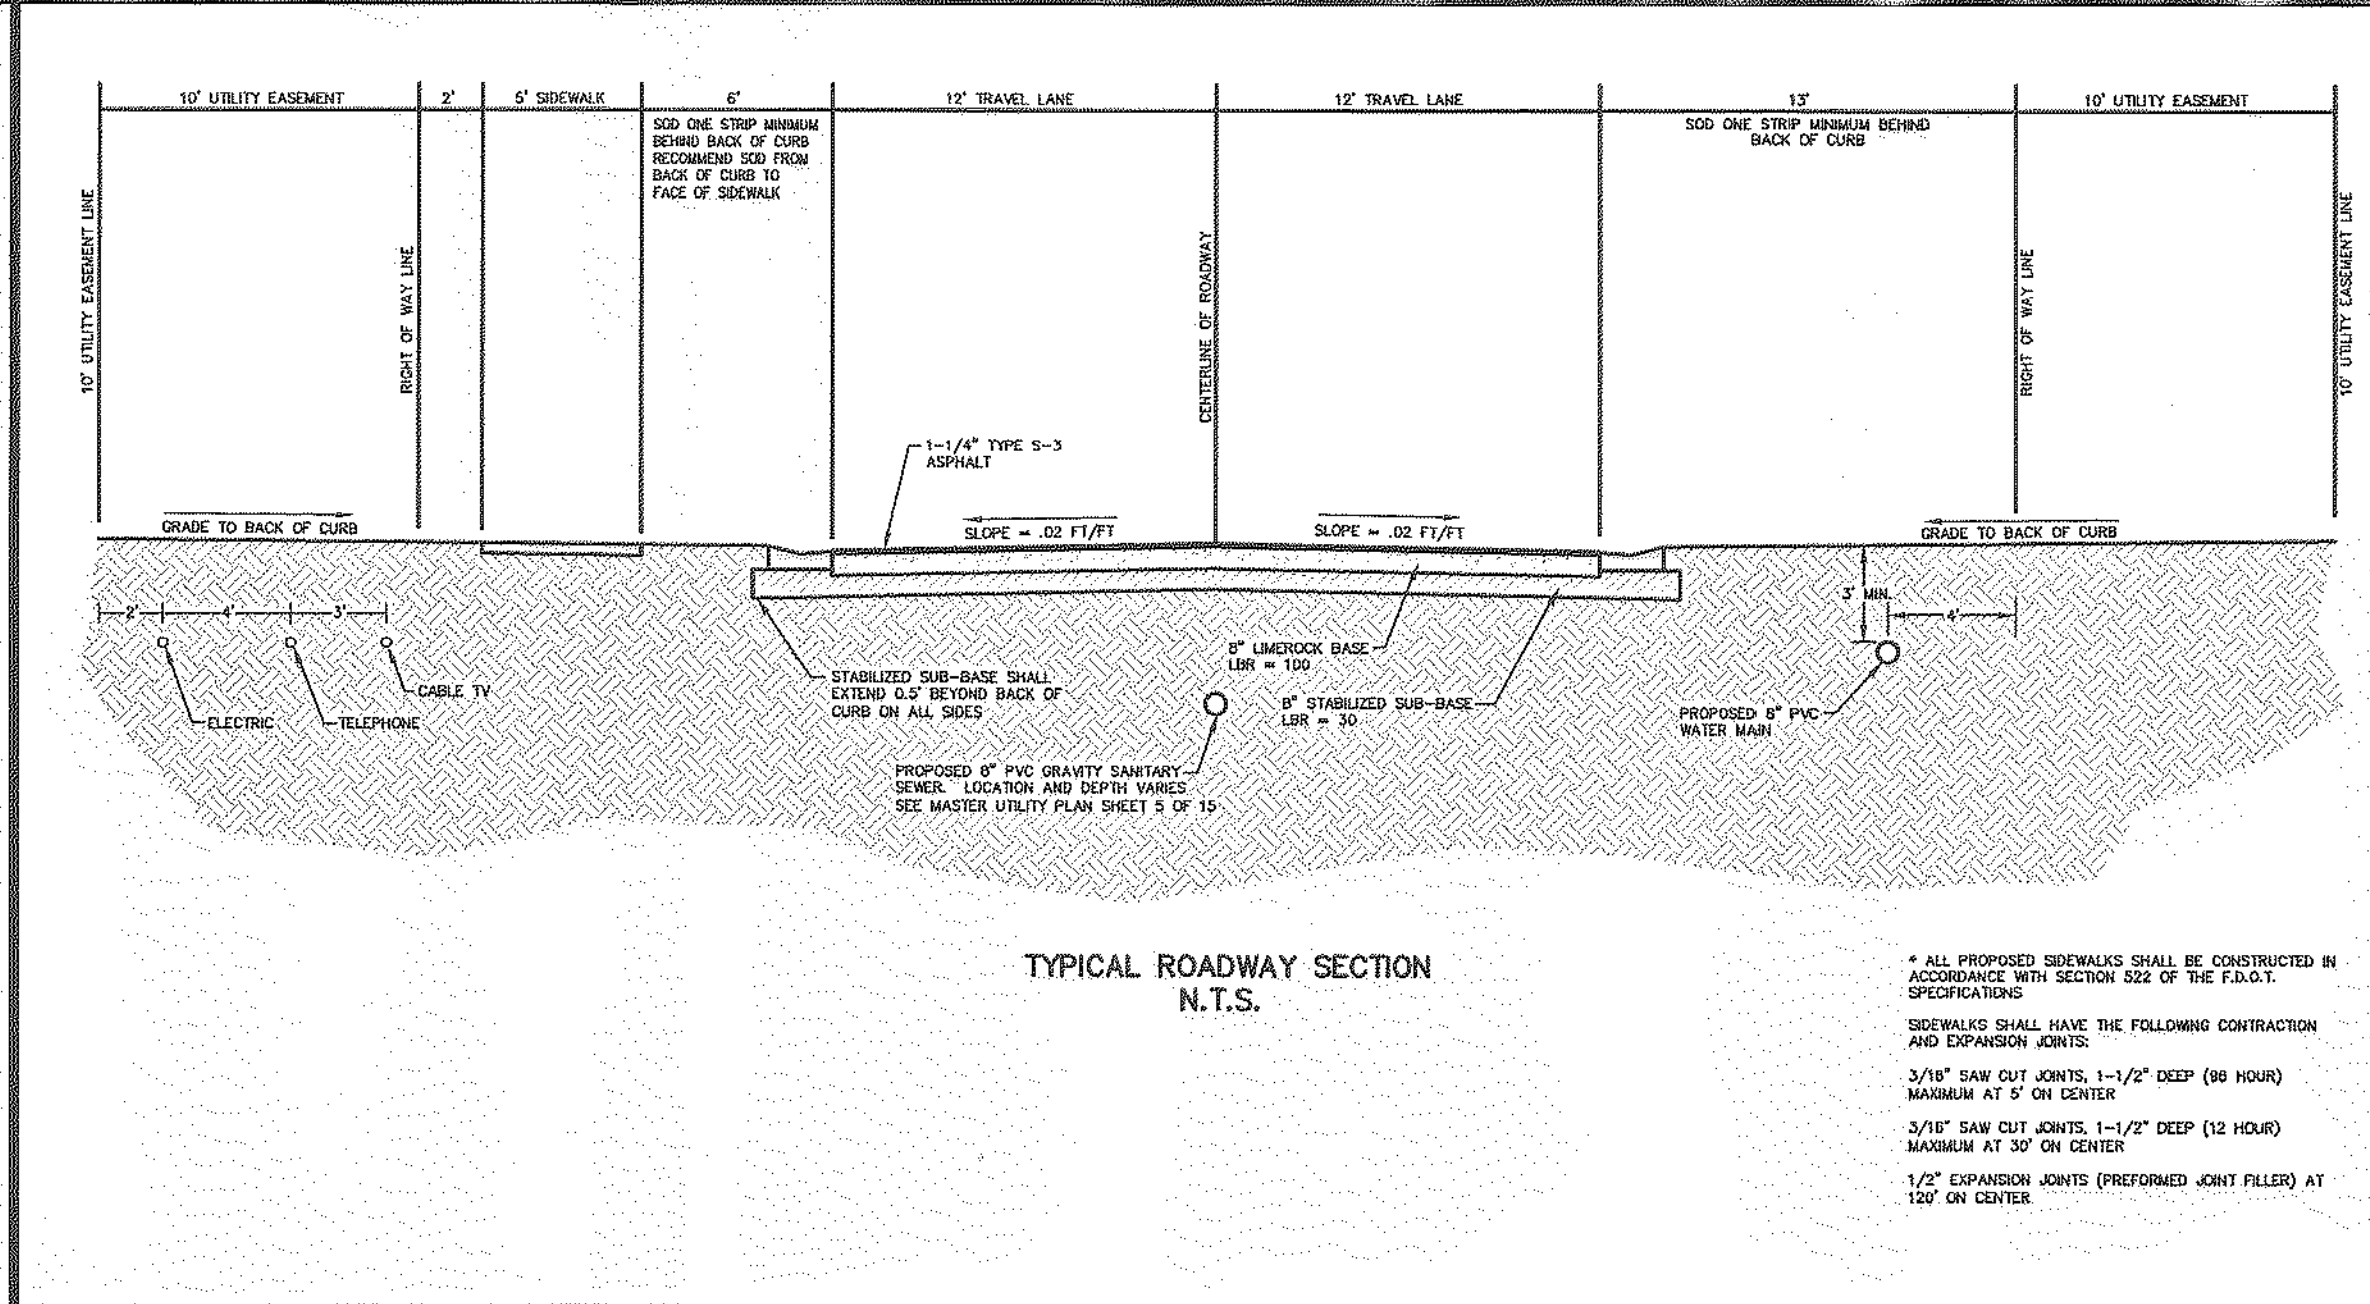 10' UTILITY EASEMENT
2'
5' SIDEWALK
6'
12' TRAVEL LANE
12' TRAVEL LANE
13'
10' UTILITY EASEMENT
SOD ONE STRIP MINIMUM
BEHIND BACK OF CURB
RECOMMEND SOD FROM
BACK OF CURB TO
FACE OF SIDEWALK
SOD ONE STRIP MINIMUM BEHIND
BACK OF CURB
10' UTILITY EASEMENT LINE
RIGHT OF WAY LINE
CENTERLINE OF ROADWAY
RIGHT OF WAY LINE
10' UTILITY EASEMENT LINE
1-1/4" TYPE S-3
ASPHALT
GRADE TO BACK OF CURB
SLOPE = .02 FT/FT
SLOPE = .02 FT/FT
GRADE TO BACK OF CURB
2'
4'
3'
3' MIN.
4'
ELECTRIC
TELEPHONE
CABLE TV
STABILIZED SUB-BASE SHALL
EXTEND 0.5' BEYOND BACK OF
CURB ON ALL SIDES
8" LIMEROCK BASE
LBR = 100
8" STABILIZED SUB-BASE
LBR = 30
PROPOSED PVC
WATER MAIN
PROPOSED PVC GRAVITY SANITARY
SEWER. LOCATION AND DEPTH VARIES
SEE MASTER UTILITY PLAN SHEET 5 OF 15
TYPICAL ROADWAY SECTION
N.T.S.
* ALL PROPOSED SIDEWALKS SHALL BE CONSTRUCTED IN
ACCORDANCE WITH SECTION 522 OF THE F.D.O.T.
SPECIFICATIONS
SIDEWALKS SHALL HAVE THE FOLLOWING CONTRACTION
AND EXPANSION JOINTS:
3/16" SAW CUT JOINTS, 1-1/2" DEEP (96 HOUR)
MAXIMUM AT 5' ON CENTER
3/16" SAW CUT JOINTS, 1-1/2" DEEP (12 HOUR)
MAXIMUM AT 30' ON CENTER
1/2" EXPANSION JOINTS (PREFORMED JOINT FILLER) AT
120' ON CENTER